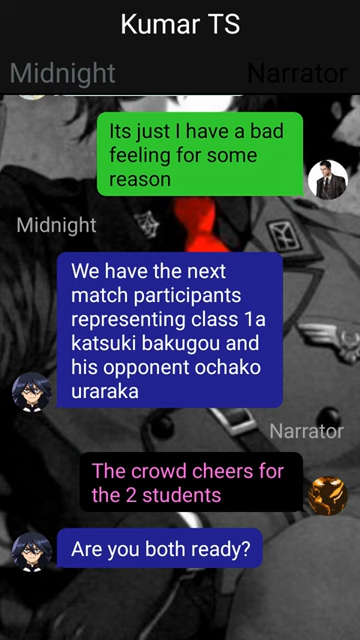 Kumar TS
Midnight
Narrator
Its just I have a bad
feeling for some
reason
Midnight
We have the next
match participants
representing class 1a
katsuki bakugou and
his opponent ochako
uraraka
Narrator
The crowd cheers for
the 2 students
Are you both ready?